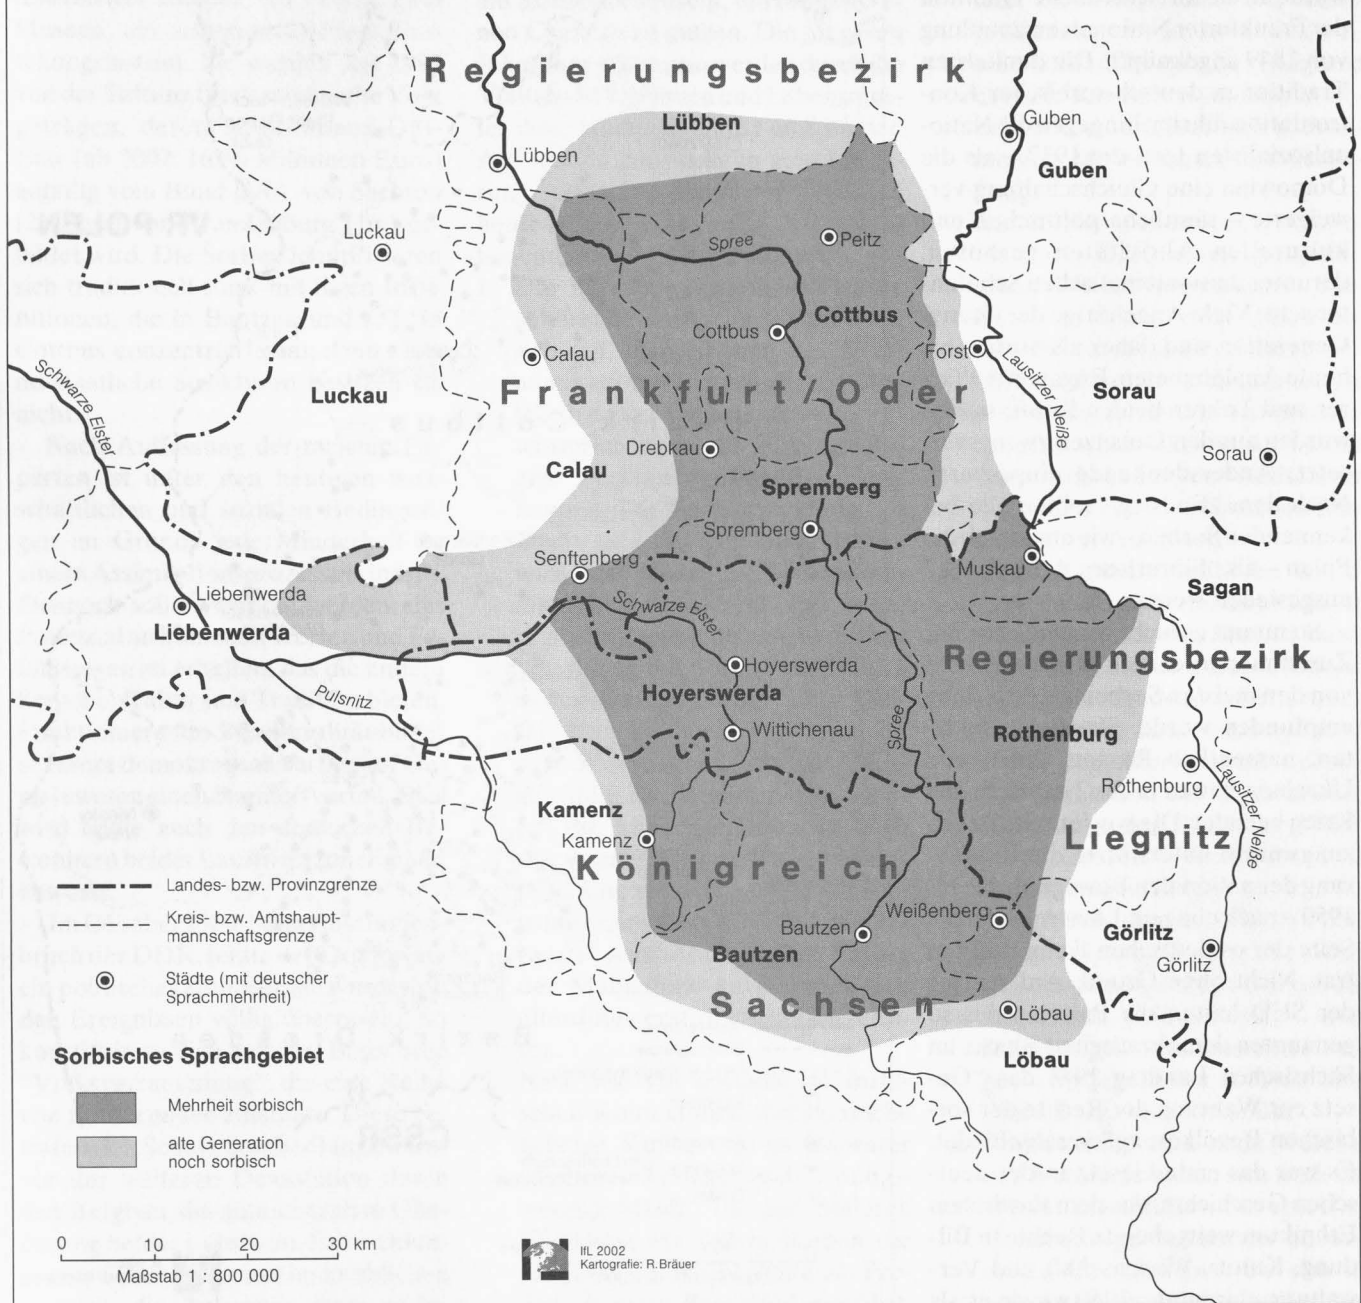 Regierungsbezirk
Lübben
Lübben
Guben
Guben
Luckau
Spree
Peitz
Cottbus
Cottbus
Calau
Forst
Lausitzer Neiße
Schwarze Elster
Luckau
Frankfurt/Oder
Sorau
Drebkau
Sorau
Calau
Spremberg
Spremberg
Senftenberg
Muskau
Sagan
Liebenwerda
Liebenwerda
Schwarze Elster
Hoyerswerda
Regierungsbezirk
Hoyerswerda
Pulsnitz
Wittichenau
Spree
Rothenburg
Rothenburg
Lausitzer Neiße
Kamenz
Kamenz
Liegnitz
Königreich
Landes- bzw. Provinzgrenze
Kreis- bzw. Amtshaupt-
mannschaftsgrenze
Weißenberg
Bautzen
Görlitz
Görlitz
Bautzen
Städte (mit deutscher
Sprachmehrheit)
Sachsen
Löbau
Löbau
Sorbisches Sprachgebiet
Mehrheit sorbisch
alte Generation
noch sorbisch
0 10 20 30 km
Maßstab 1 : 800 000
IfL 2002
Kartografie: R.Bräuer